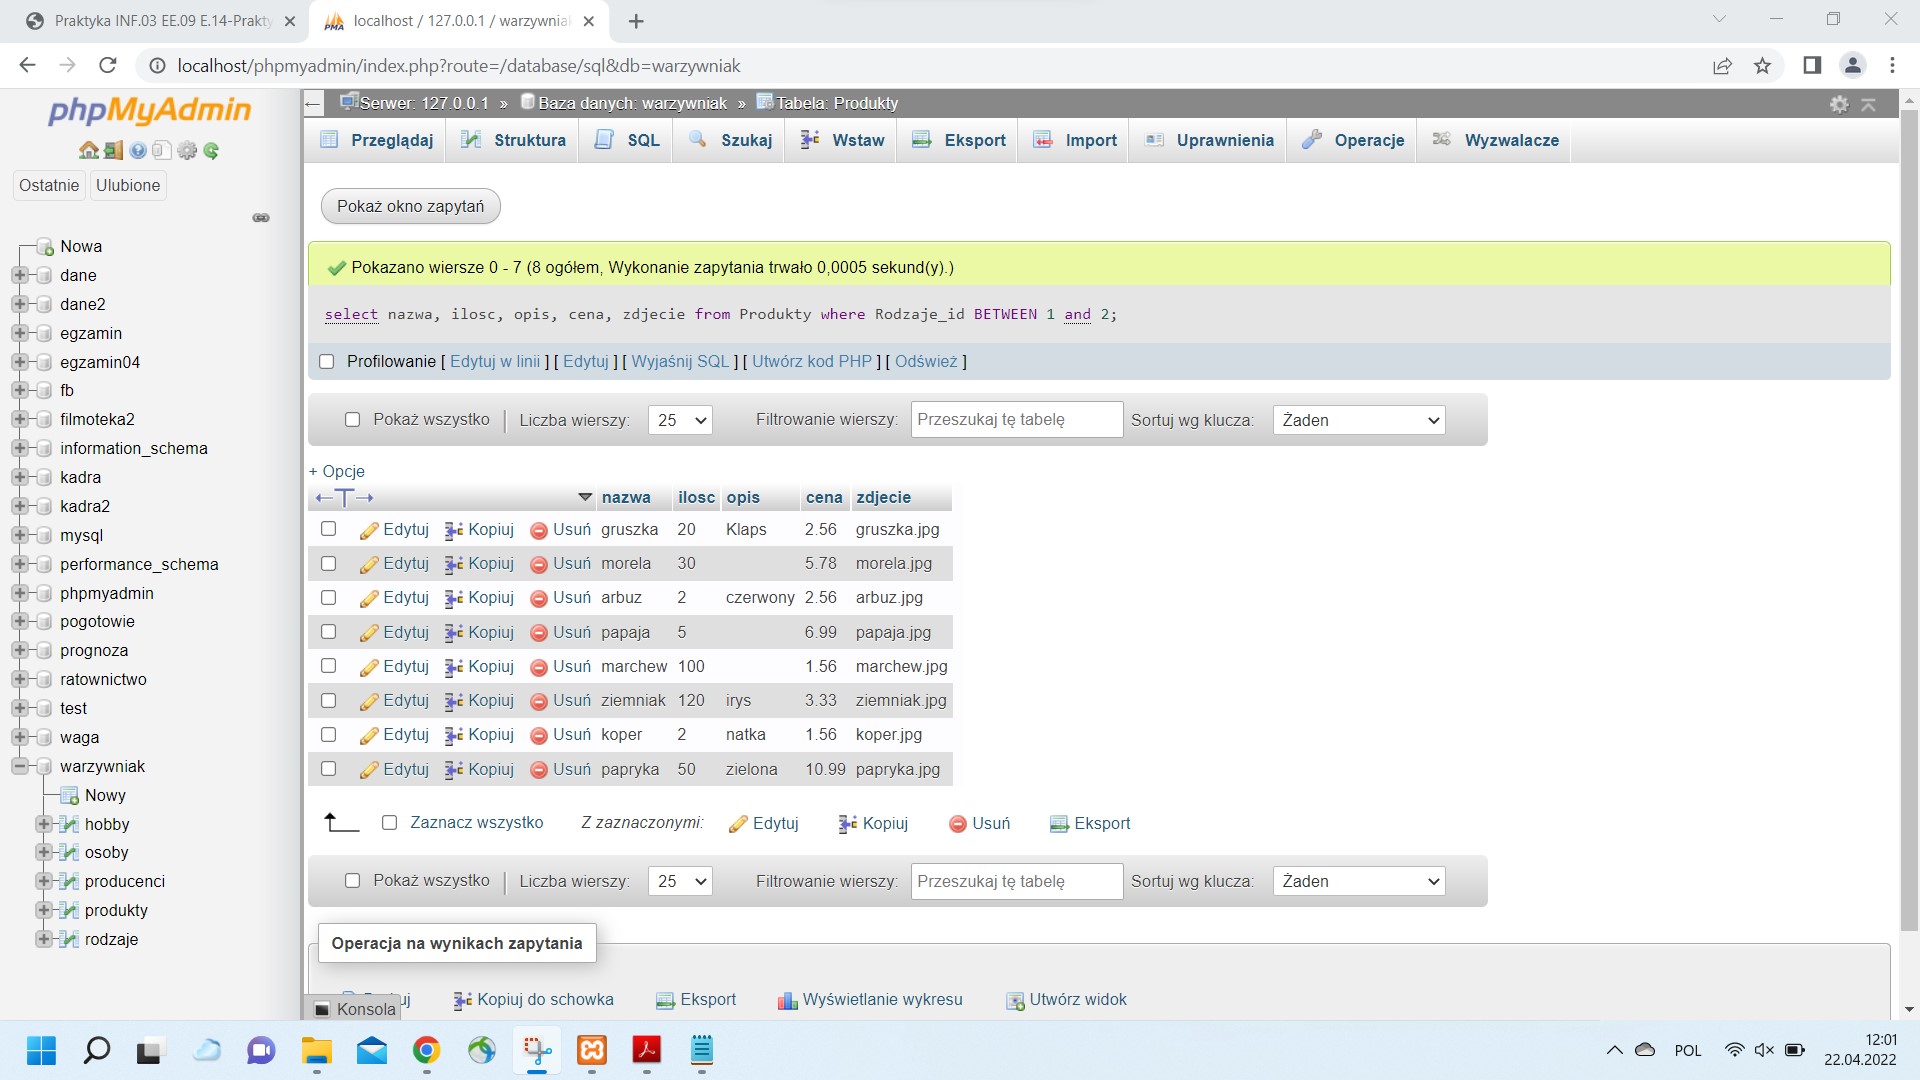 Praktyka INF.03 EE.09 E.14-Prakty
localhost / 127.0.0.1 / warzywnia
localhost/phpmyadmin/index.php?route=/database/sql&db=warzywniak
phpMyAdmin
Ostatnie
Ulubione
Nowa
dane
dane2
egzamin
egzamin04
fb
filmoteka2
information_schema
kadra
kadra2
mysql
performance_schema
phpmyadmin
pogotowie
prognoza
ratownictwo
test
waga
warzywniak
Nowy
hobby
osoby
producenci
produkty
rodzaje
Serwer: 127.0.0.1 » Baza danych: warzywniak » Tabela: Produkty
Przeglądaj Struktura SQL Szukaj Wstaw Eksport Import Uprawnienia Operacje Wyzwalacze
Pokaż okno zapytań
Pokazano wiersze 0 - 7 (8 ogółem, Wykonanie zapytania trwało 0,0005 sekund(y).)
select nazwa, ilosc, opis, cena, zdjecie from Produkty where Rodzaje_id BETWEEN 1 and 2;
Profilowanie [ Edytuj w linii ] [ Edytuj ] [ Wyjaśnij SQL ] [ Utwórz kod PHP ] [ Odśwież ]
Pokaż wszystko | Liczba wierszy: 25 Filtrowanie wierszy: Przeszukaj tę tabelę Sortuj wg klucza: Żaden
+ Opcje
←T→ nazwa ilosc opis cena zdjecie
Edytuj Kopiuj Usuń gruszka 20 Klaps 2.56 gruszka.jpg
Edytuj Kopiuj Usuń morela 30 5.78 morela.jpg
Edytuj Kopiuj Usuń arbuz 2 czerwony 2.56 arbuz.jpg
Edytuj Kopiuj Usuń papaja 5 6.99 papaja.jpg
Edytuj Kopiuj Usuń marchew 100 1.56 marchew.jpg
Edytuj Kopiuj Usuń ziemniak 120 irys 3.33 ziemniak.jpg
Edytuj Kopiuj Usuń koper 2 natka 1.56 koper.jpg
Edytuj Kopiuj Usuń papryka 50 zielona 10.99 papryka.jpg
Zaznacz wszystko Z zaznaczonymi: Edytuj Kopiuj Usuń Eksport
Pokaż wszystko | Liczba wierszy: 25 Filtrowanie wierszy: Przeszukaj tę tabelę Sortuj wg klucza: Żaden
Operacja na wynikach zapytania
Kopiuj do schowka Eksport Wyświetlanie wykresu Utwórz widok
Konsola
POL
12:01
22.04.2022